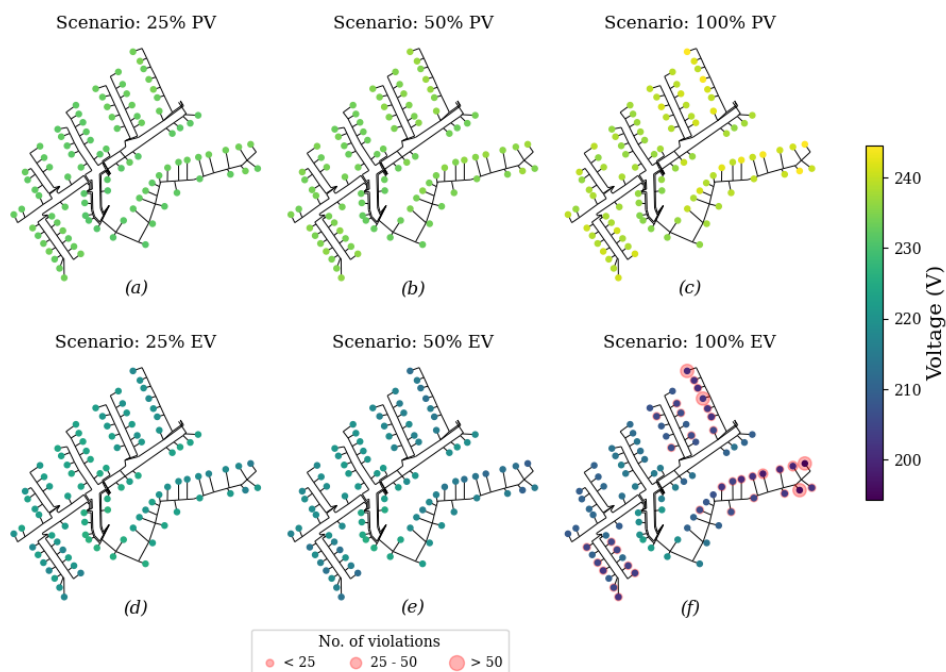 Scenario: 25% PV
Scenario: 50% PV
Scenario: 100% PV
(a)
(b)
(c)
Scenario: 25% EV
Scenario: 50% EV
Scenario: 100% EV
(d)
(e)
(f)
240
230
220
210
200
Voltage (V)
No. of violations
< 25
25 - 50
> 50